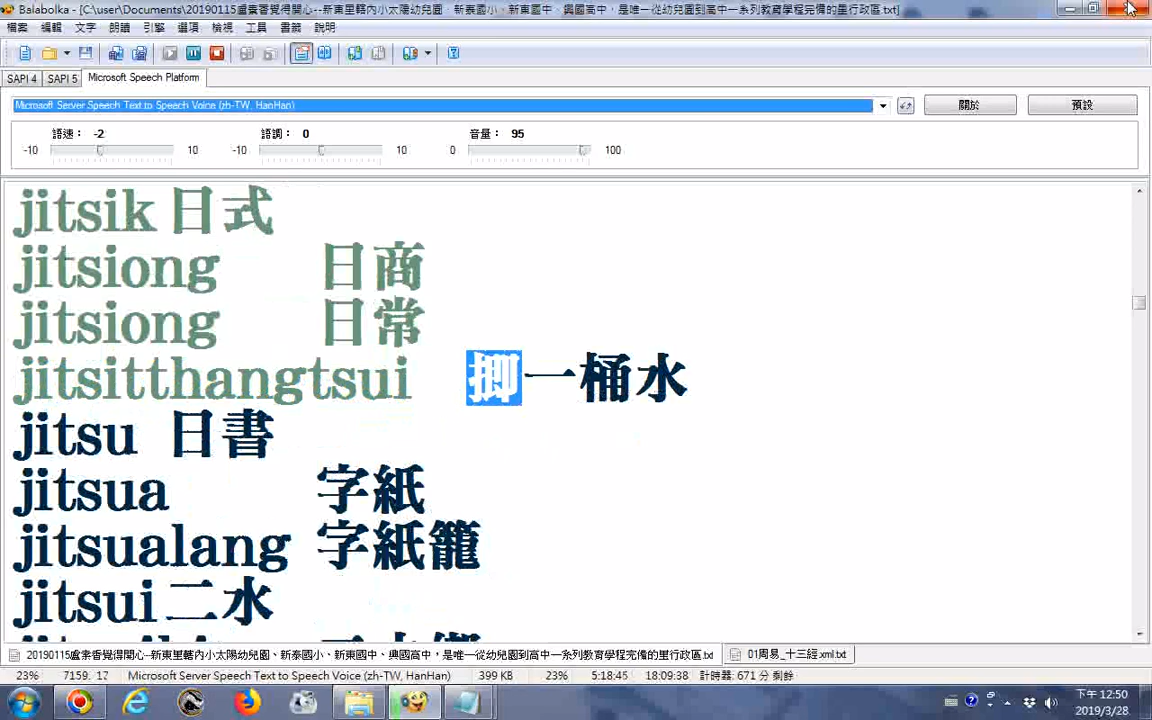 Balabolka - [C:\user\Documents\20190115盧素香覺得開心--新東里轄內小太陽幼兒園、新泰國小、新東國中、興國高中，是唯一從幼兒園到高中一系列教育學程完備的里行政區.txt]
檔案 編輯 文字 朗讀 引擎 選項 檢視 工具 書籤 說明
SAPI 4 SAPI 5 Microsoft Speech Platform
Microsoft Server Speech Text to Speech Voice (zh-TW, HanHan) 關於 預設
語速： -2 語調： 0 音量： 95
-10 10 -10 10 0 100
jitsik 日式
jitsiong 日商
jitsiong 日常
jitsitthangtsui 揤一桶水
jitsu 日書
jitsua 字紙
jitsualang 字紙籠
jitsui 二水
20190115盧素香覺得開心--新東里轄內小太陽幼兒園、新泰國小、新東國中、興國高中，是唯一從幼兒園到高中一系列教育學程完備的里行政區.txt 01周易_十三經.xml.txt
23% 7159. 17 Microsoft Server Speech Text to Speech Voice (zh-TW, HanHan) 399 KB 23% 5:18:45 18:09:38 計時器: 671 分 剩餘
下午 12:50
2019/3/28